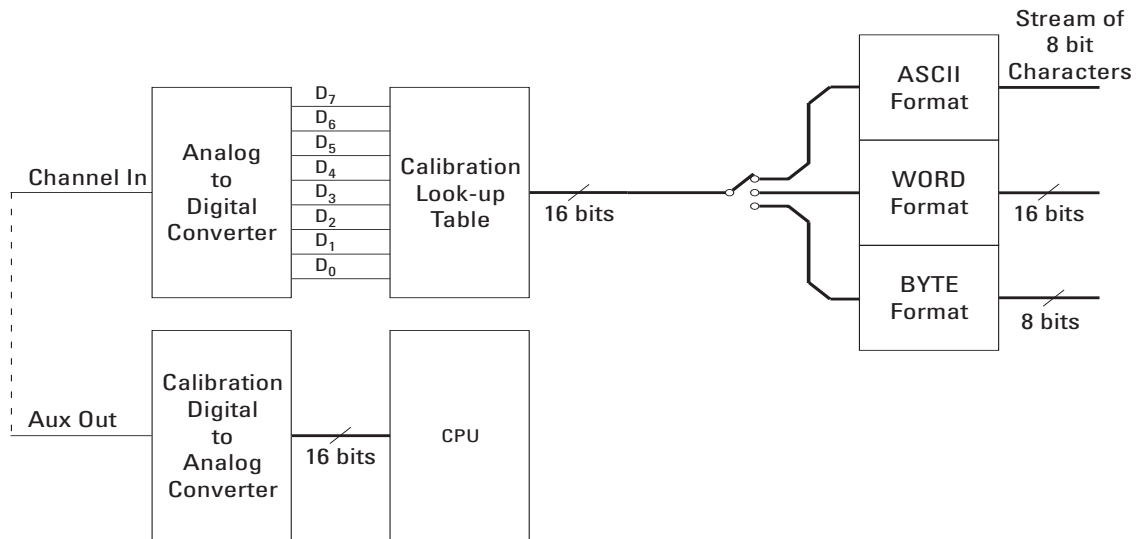 Stream of
8 bit
Characters
ASCII
Format
D₇
D₆
D₅
D₄
D₃
D₂
D₁
D₀
Channel In
Analog
to
Digital
Converter
Calibration
Look-up
Table
16 bits
WORD
Format
16 bits
BYTE
Format
8 bits
Aux Out
Calibration
Digital
to
Analog
Converter
16 bits
CPU